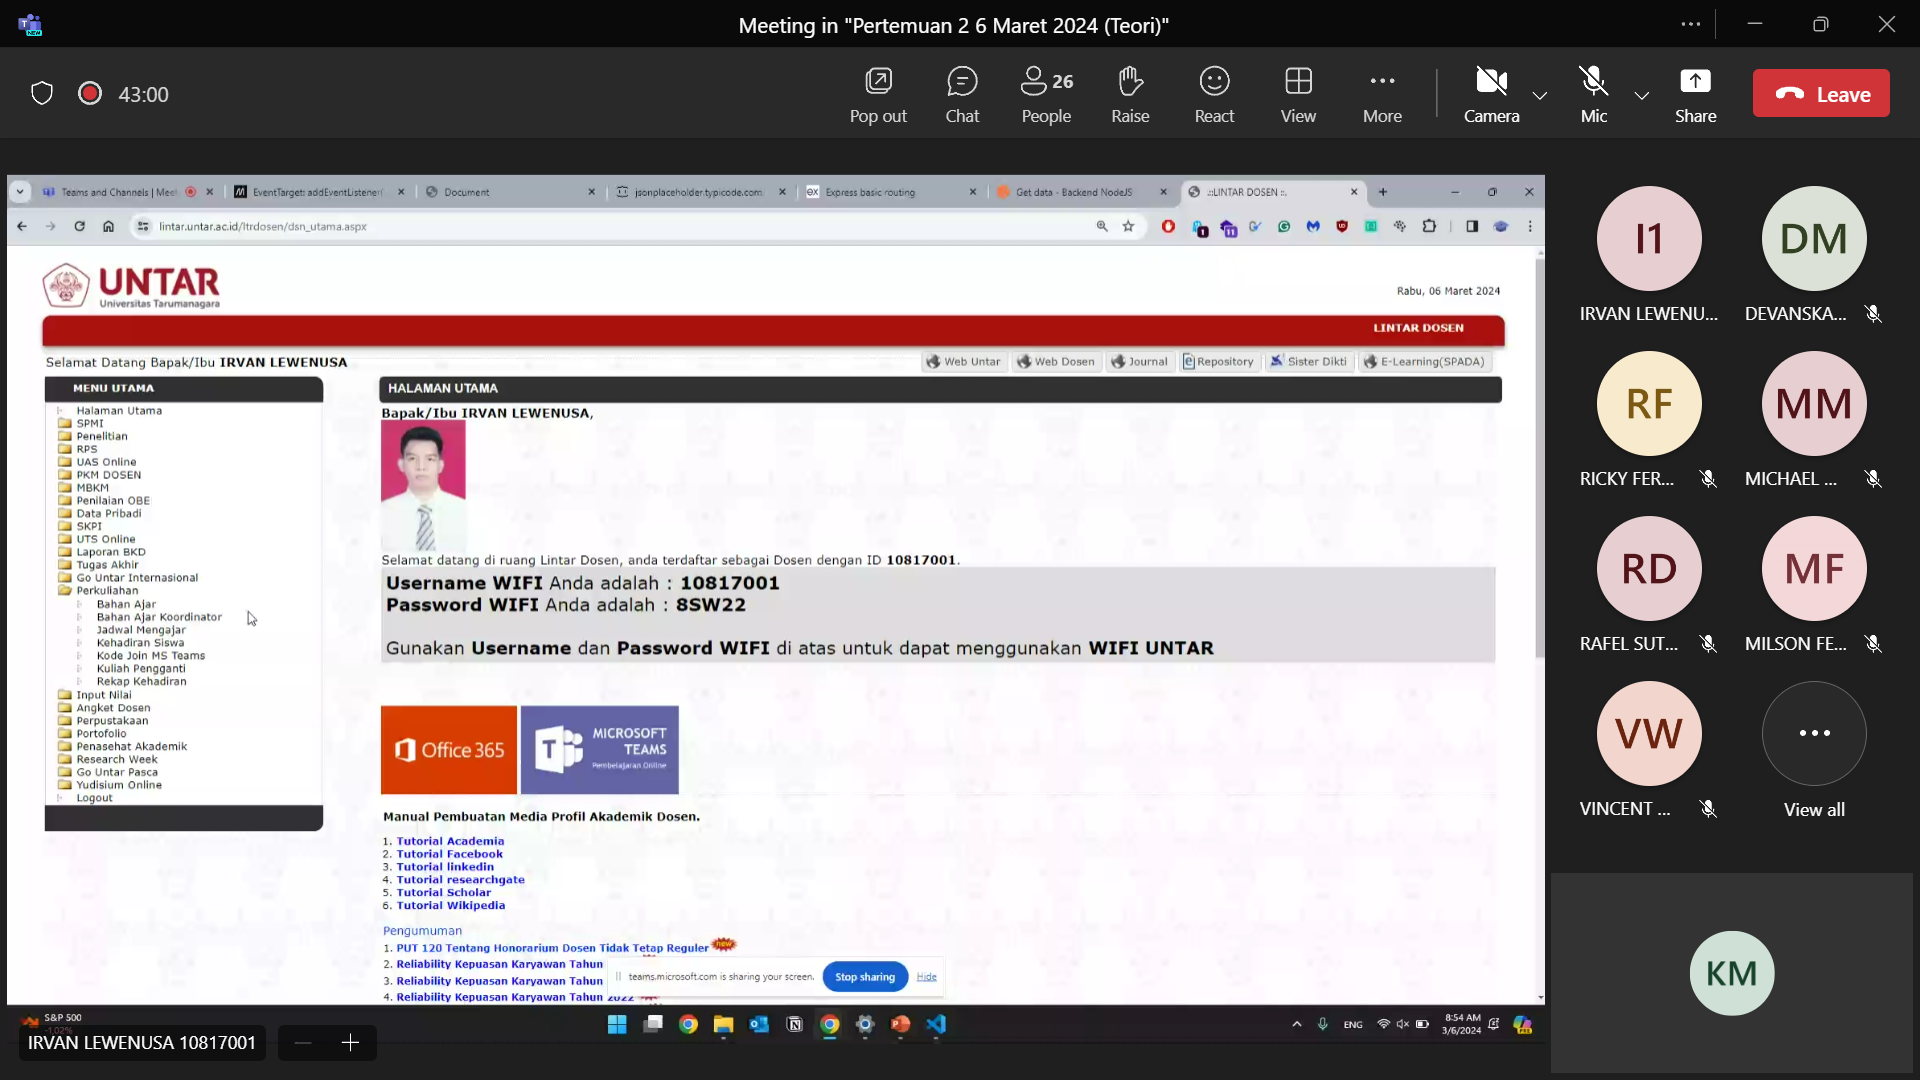 Meeting in "Pertemuan 2 6 Maret 2024 (Teori)"
43:00
Pop out
Chat
26
People
Raise
React
View
More
Camera
Mic
Share
Leave
Teams and Channels | Mee
EventTarget: addEventListener(
Document
jsonplaceholder.typicode.com
Express basic routing
Get data - Backend NodeJS
.::LINTAR DOSEN ::.
lintar.untar.ac.id/ltrdosen/dsn_utama.aspx
UNTAR
Universitas Tarumanagara
Rabu, 06 Maret 2024
LINTAR DOSEN
Selamat Datang Bapak/Ibu IRVAN LEWENUSA
Web Untar
Web Dosen
Journal
Repository
Sister Dikti
E-Learning(SPADA)
MENU UTAMA
Halaman Utama
SPMI
Penelitian
RPS
UAS Online
PKM DOSEN
MBKM
Penilaian OBE
Data Pribadi
SKPI
UTS Online
Laporan BKD
Tugas Akhir
Go Untar Internasional
Perkuliahan
Bahan Ajar
Bahan Ajar Koordinator
Jadwal Mengajar
Kehadiran Siswa
Kode Join MS Teams
Kuliah Pengganti
Rekap Kehadiran
Input Nilai
Angket Dosen
Perpustakaan
Portofolio
Penasehat Akademik
Research Week
Go Untar Pasca
Yudisium Online
Logout
HALAMAN UTAMA
Bapak/Ibu IRVAN LEWENUSA,
Selamat datang di ruang Lintar Dosen, anda terdaftar sebagai Dosen dengan ID 10817001.
Username WIFI Anda adalah : 10817001
Password WIFI Anda adalah : 8SW22
Gunakan Username dan Password WIFI di atas untuk dapat menggunakan WIFI UNTAR
Office 365
MICROSOFT
TEAMS
Pembelajaran Online
Manual Pembuatan Media Profil Akademik Dosen.
1. Tutorial Academia
2. Tutorial Facebook
3. Tutorial linkedin
4. Tutorial researchgate
5. Tutorial Scholar
6. Tutorial Wikipedia
Pengumuman
1. PUT 120 Tentang Honorarium Dosen Tidak Tetap Reguler new
2. Reliability Kepuasan Karyawan Tahun
3. Reliability Kepuasan Karyawan Tahun
4. Reliability Kepuasan Karyawan Tahun 2022
teams.microsoft.com is sharing your screen.
Stop sharing
Hide
S&P 500
-1,02%
ENG
8:54 AM
3/6/2024
IRVAN LEWENUSA 10817001
I1
IRVAN LEWENU...
DM
DEVANSKA...
RF
RICKY FER...
MM
MICHAEL ...
RD
RAFEL SUT...
MF
MILSON FE...
VW
VINCENT ...
View all
KM